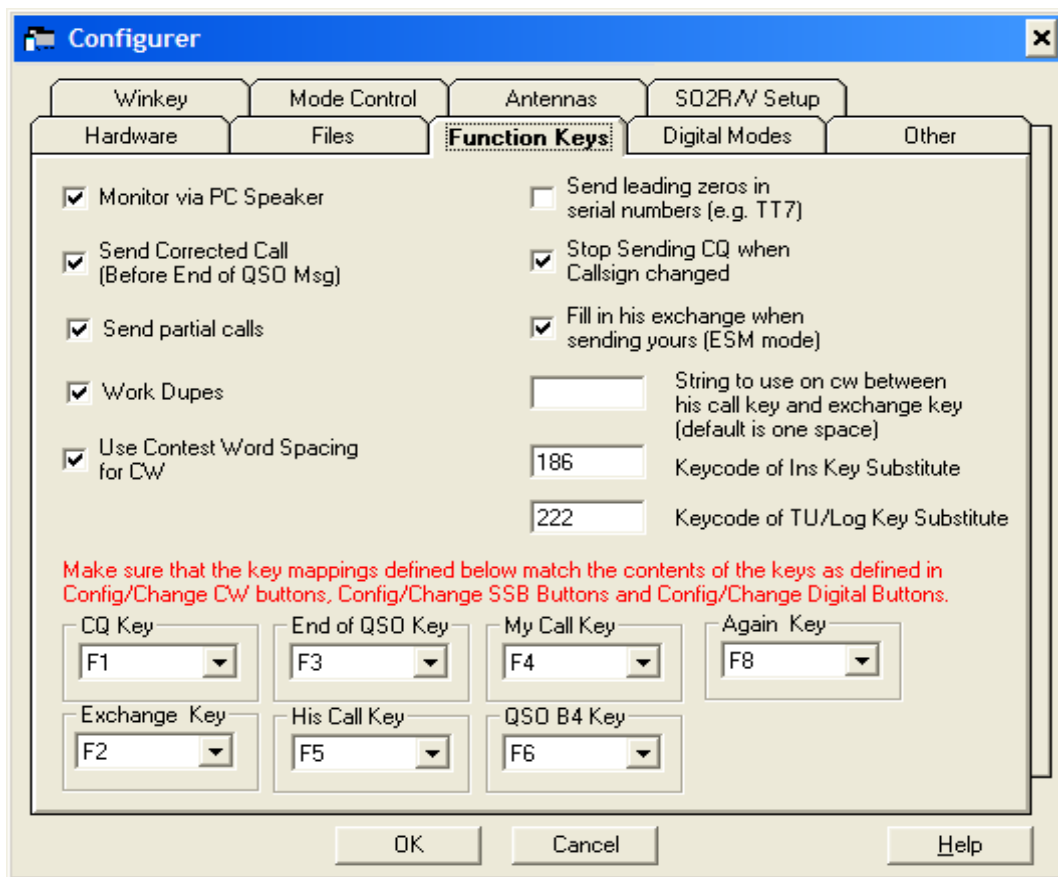 Configurer
Winkey
Mode Control
Antennas
SO2R/V Setup
Hardware
Files
Function Keys
Digital Modes
Other
Monitor via PC Speaker
Send Corrected Call
(Before End of QSO Msg)
Send partial calls
Work Dupes
Use Contest Word Spacing
for CW
Send leading zeros in
serial numbers (e.g. TT7)
Stop Sending CQ when
Callsign changed
Fill in his exchange when
sending yours (ESM mode)
String to use on cw between
his call key and exchange key
(default is one space)
186
Keycode of Ins Key Substitute
222
Keycode of TU/Log Key Substitute
Make sure that the key mappings defined below match the contents of the keys as defined in
Config/Change CW buttons, Config/Change SSB Buttons and Config/Change Digital Buttons.
CQ Key
F1
End of QSO Key
F3
My Call Key
F4
Again Key
F8
Exchange Key
F2
His Call Key
F5
QSO B4 Key
F6
OK
Cancel
Help